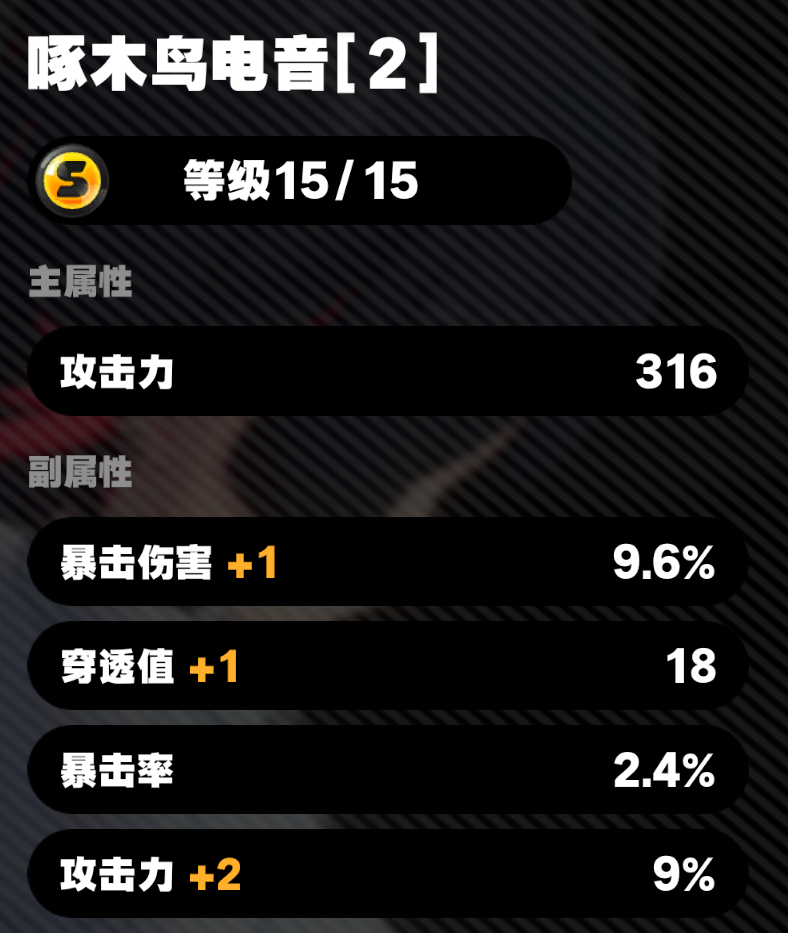 啄木鸟电音[2]
S 等级15/15
主属性
攻击力 316
副属性
暴击伤害 +1 9.6%
穿透值 +1 18
暴击率 2.4%
攻击力 +2 9%